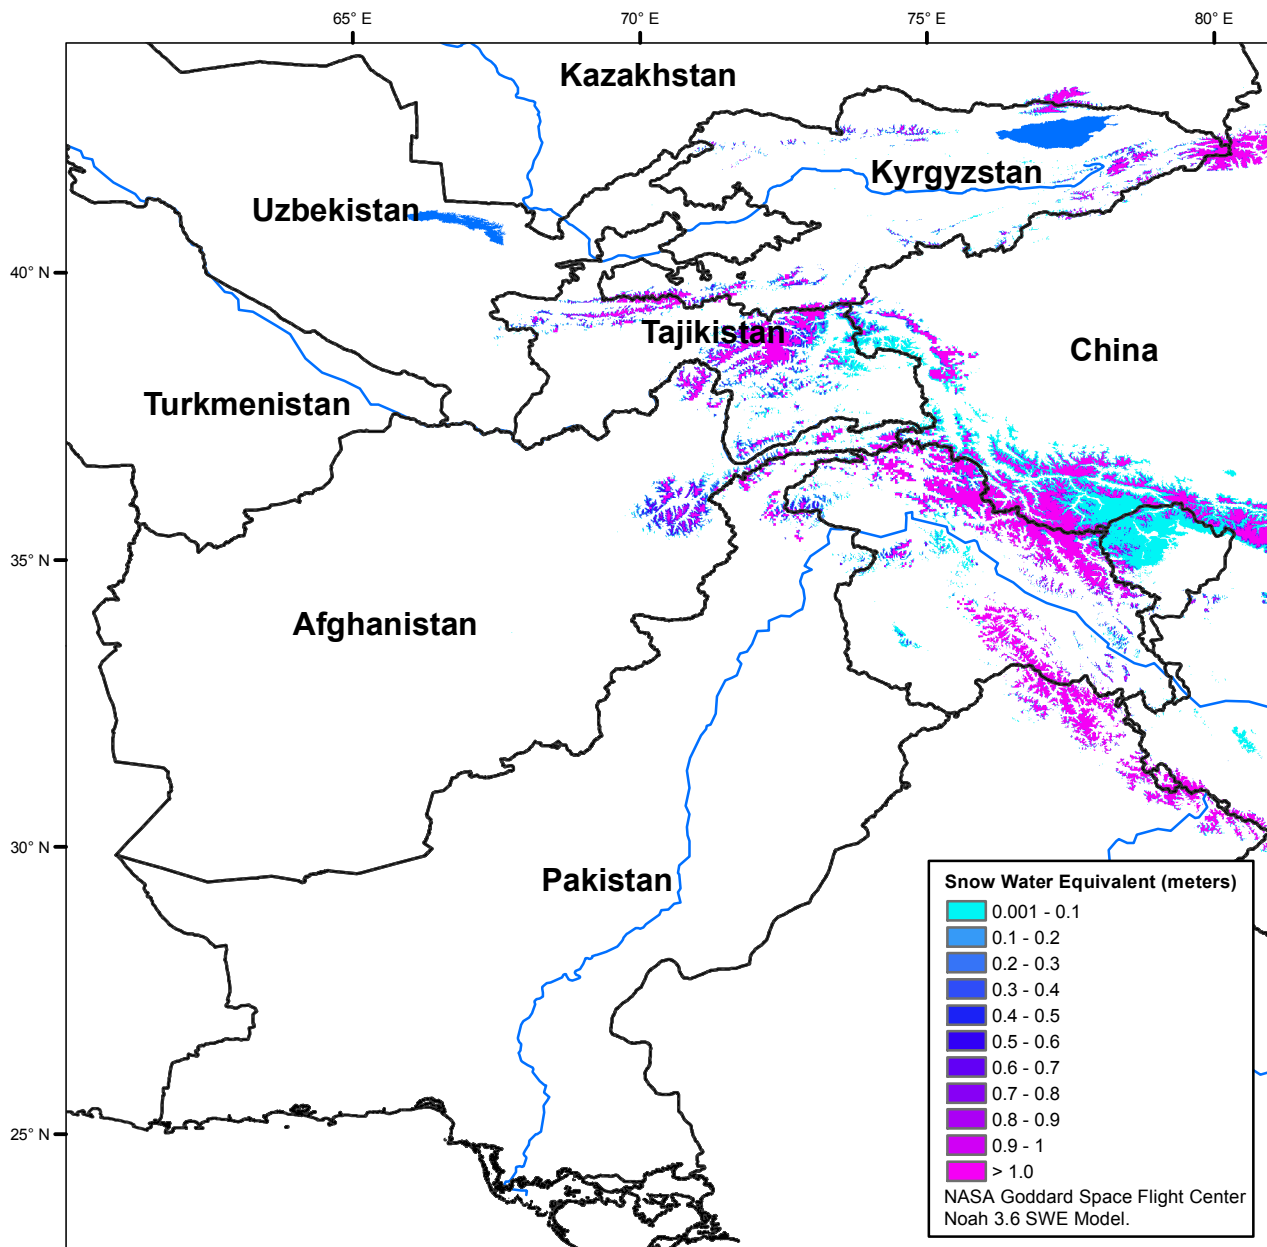 65° E
70° E
75° E
80° E
Kazakhstan
Kyrgyzstan
Uzbekistan
40° N
Tajikistan
China
Turkmenistan
35° N
Afghanistan
30° N
Pakistan
25° N
Snow Water Equivalent (meters)
0.001 - 0.1
0.1 - 0.2
0.2 - 0.3
0.3 - 0.4
0.4 - 0.5
0.5 - 0.6
0.6 - 0.7
0.7 - 0.8
0.8 - 0.9
0.9 - 1
> 1.0
NASA Goddard Space Flight Center
Noah 3.6 SWE Model.